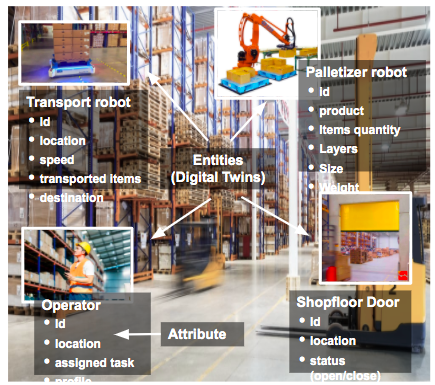 Transport robot
• id
• location
• speed
• transported items
• destination
Palletizer robot
• id
• product
• Items quantity
• Layers
• Size
• Weight
Entities
(Digital Twins)
Operator
• id
• location
• assigned task
• profile
Attribute
Shopfloor Door
• id
• location
• status
(open/close)